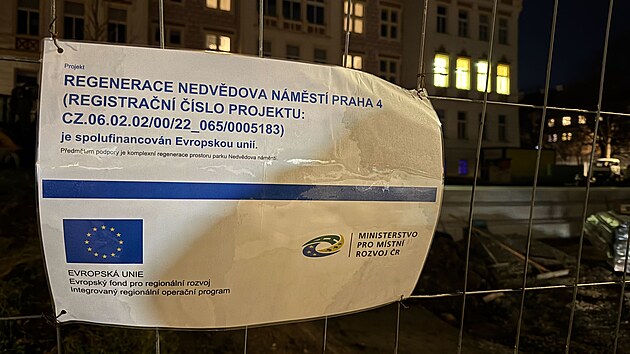 Projekt
REGENERACE NEDVĚDOVA NÁMĚSTÍ PRAHA 4
(REGISTRAČNÍ ČÍSLO PROJEKTU:
CZ.06.02.02/00/22_065/0005183)
je spolufinancován Evropskou unií.
Předmětem podpory je komplexní regenerace prostoru parku Nedvědova náměstí.
EVROPSKÁ UNIE
Evropský fond pro regionální rozvoj
Integrovaný regionální operační program
MINISTERSTVO
PRO MÍSTNÍ
ROZVOJ ČR